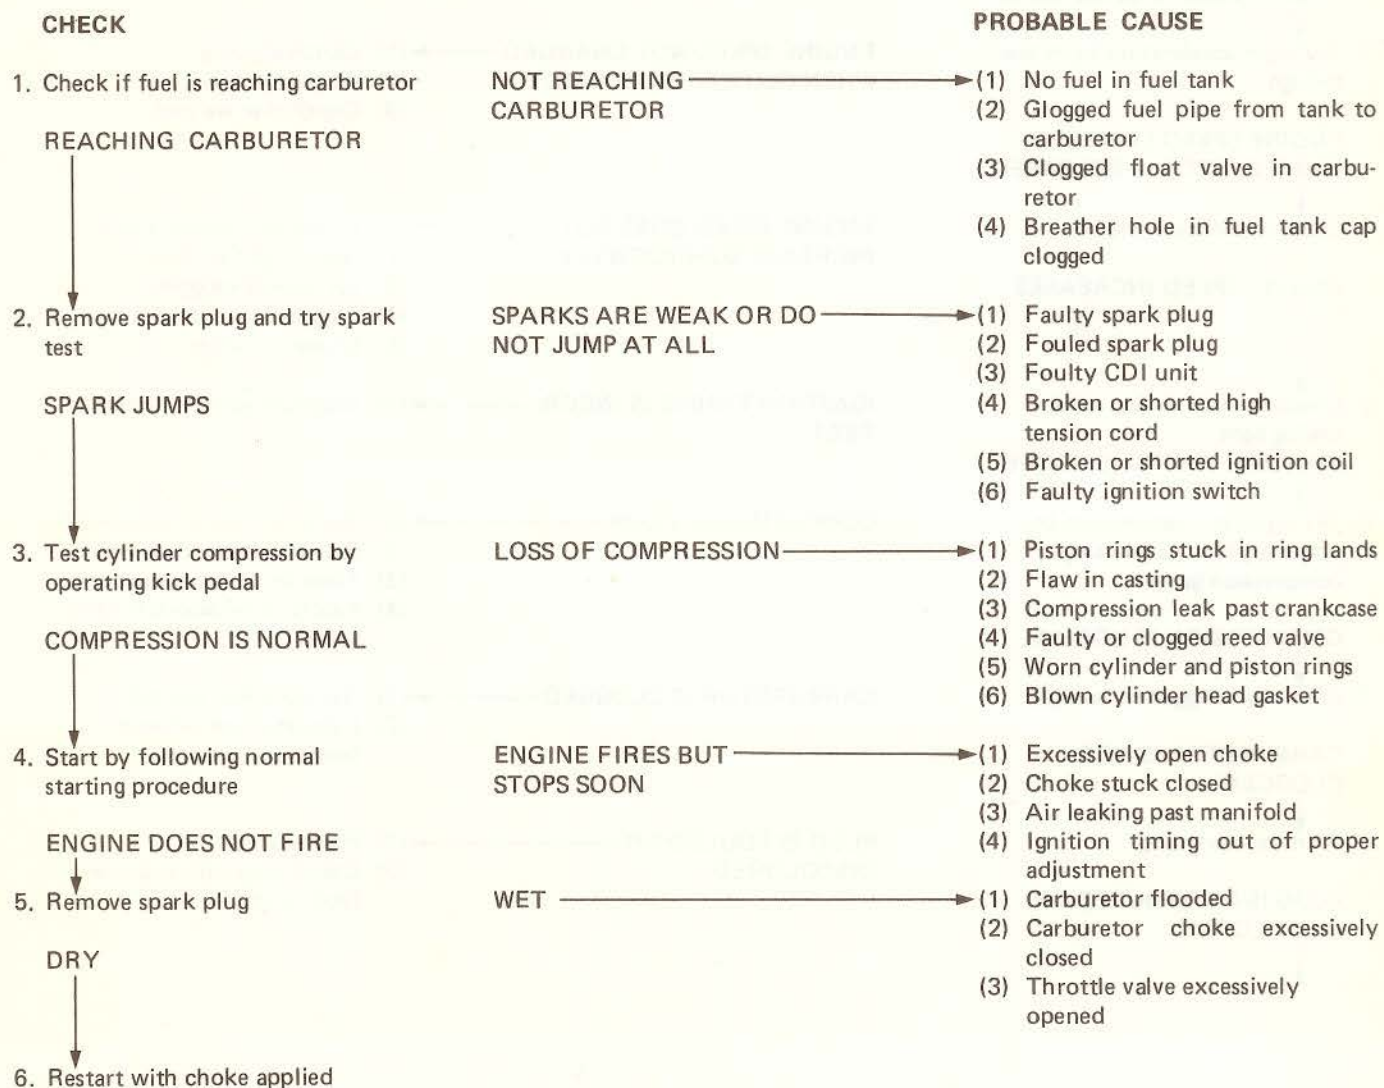 CHECK
PROBABLE CAUSE
1. Check if fuel is reaching carburetor
REACHING CARBURETOR
NOT REACHING
CARBURETOR
(1) No fuel in fuel tank
(2) Glogged fuel pipe from tank to
carburetor
(3) Clogged float valve in carbu-
retor
(4) Breather hole in fuel tank cap
clogged
2. Remove spark plug and try spark
test
SPARK JUMPS
SPARKS ARE WEAK OR DO
NOT JUMP AT ALL
(1) Faulty spark plug
(2) Fouled spark plug
(3) Foulty CDI unit
(4) Broken or shorted high
tension cord
(5) Broken or shorted ignition coil
(6) Faulty ignition switch
3. Test cylinder compression by
operating kick pedal
COMPRESSION IS NORMAL
LOSS OF COMPRESSION
(1) Piston rings stuck in ring lands
(2) Flaw in casting
(3) Compression leak past crankcase
(4) Faulty or clogged reed valve
(5) Worn cylinder and piston rings
(6) Blown cylinder head gasket
4. Start by following normal
starting procedure
ENGINE DOES NOT FIRE
ENGINE FIRES BUT
STOPS SOON
(1) Excessively open choke
(2) Choke stuck closed
(3) Air leaking past manifold
(4) Ignition timing out of proper
adjustment
5. Remove spark plug
DRY
WET
(1) Carburetor flooded
(2) Carburetor choke excessively
closed
(3) Throttle valve excessively
opened
6. Restart with choke applied